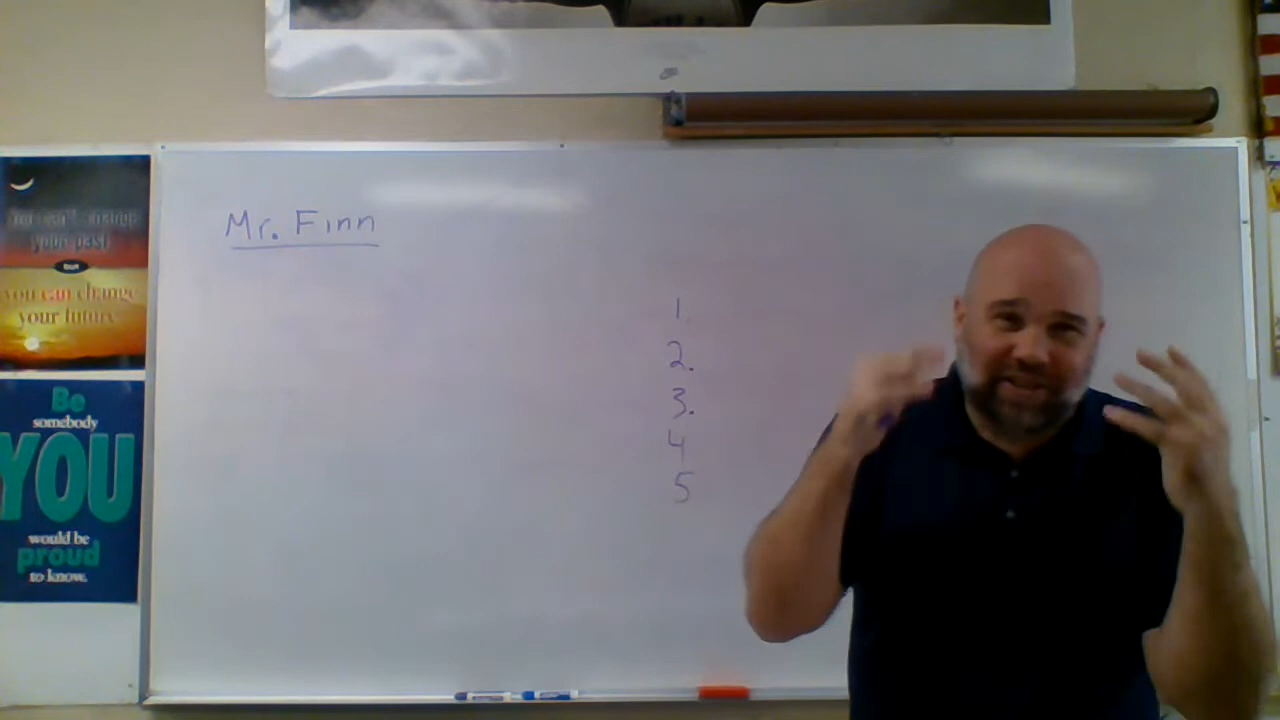 You can't change
your past
BUT
you can change
your future
Be
somebody
YOU
would be
proud
to know.
Mr. Finn
1.
2.
3.
4
5